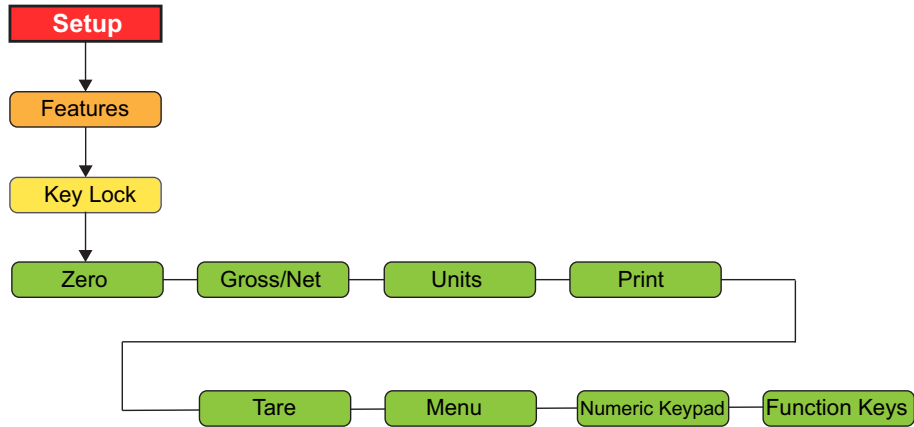 Setup
Features
Key Lock
Zero
Gross/Net
Units
Print
Tare
Menu
Numeric Keypad
Function Keys